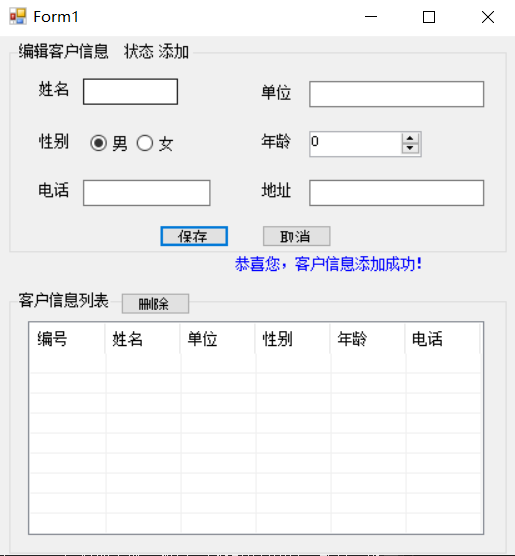 Form1
编辑客户信息 状态 添加
姓名 单位
性别 男 女 年龄 0
电话 地址
保存 取消
恭喜您，客户信息添加成功！
客户信息列表 删除
编号 姓名 单位 性别 年龄 电话